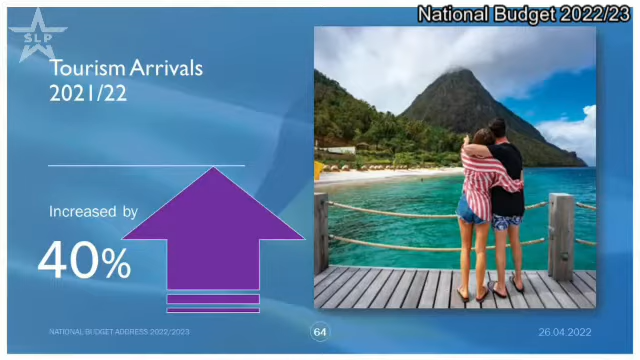 National Budget 2022/23
SLP
Tourism Arrivals
2021/22
Increased by
40%
NATIONAL BUDGET ADDRESS 2022/2023
64
26.04.2022